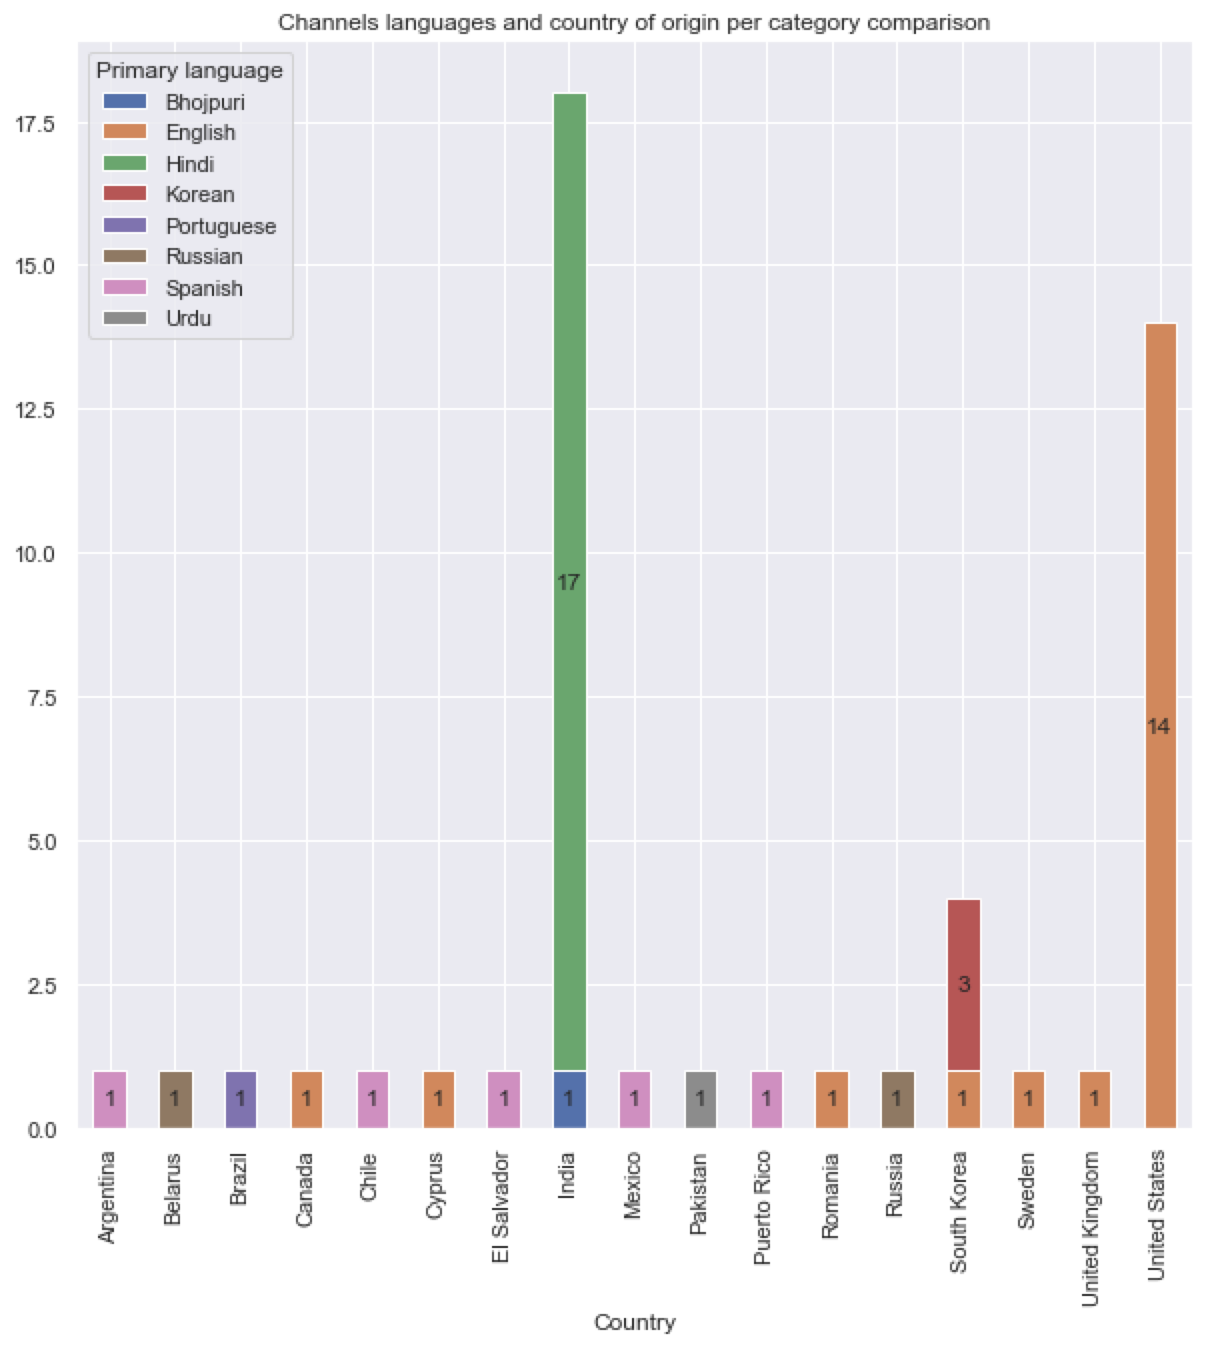 Channels languages and country of origin per category comparison
Primary language
Bhojpuri
English
Hindi
Korean
Portuguese
Russian
Spanish
Urdu
17.5
15.0
12.5
10.0
7.5
5.0
2.5
0.0
17
14
3
1 1 1 1 1 1 1 1 1 1 1 1 1 1 1 1
Argentina
Belarus
Brazil
Canada
Chile
Cyprus
El Salvador
India
Mexico
Pakistan
Puerto Rico
Romania
Russia
South Korea
Sweden
United Kingdom
United States
Country